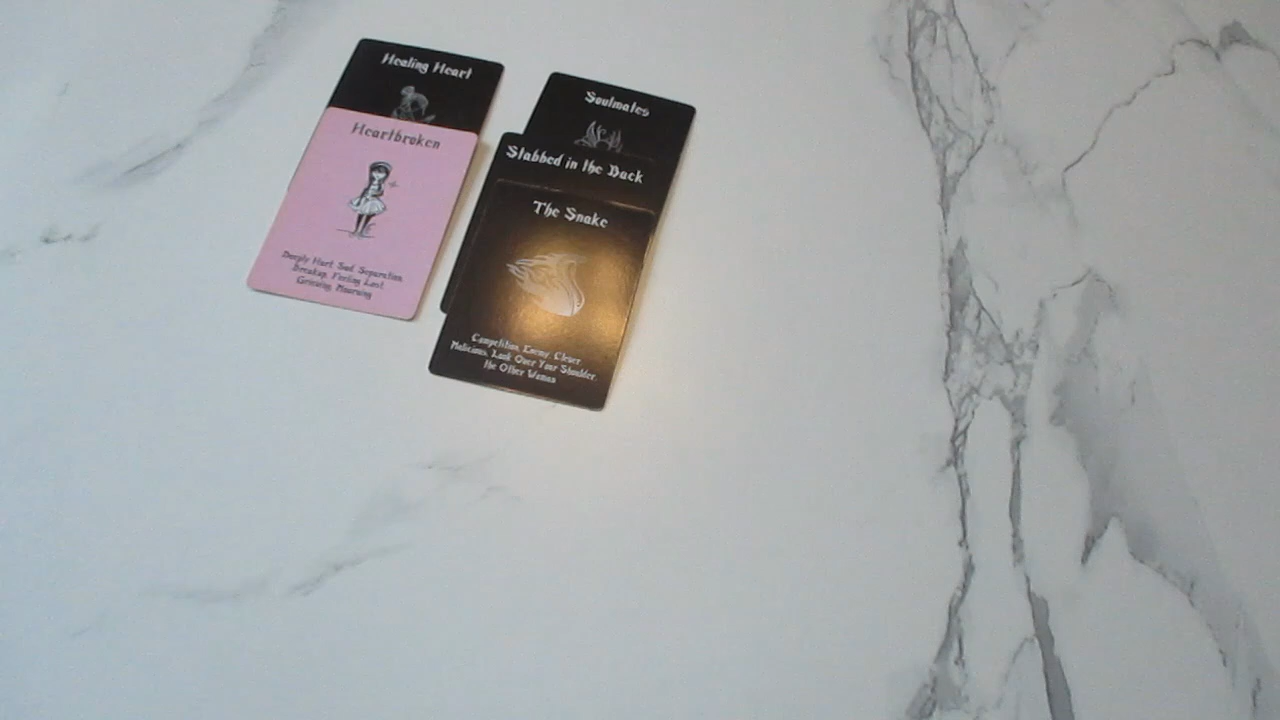 Healing Heart
Heartbroken
Deeply Hurt, Sad, Separation,
Breakup, Feeling Lost,
Grieving, Mourning
Soulmates
Stabbed in the Back
The Snake
Competition, Enemy, Clever,
Malicious, Look Over Your Shoulder,
the Other Woman